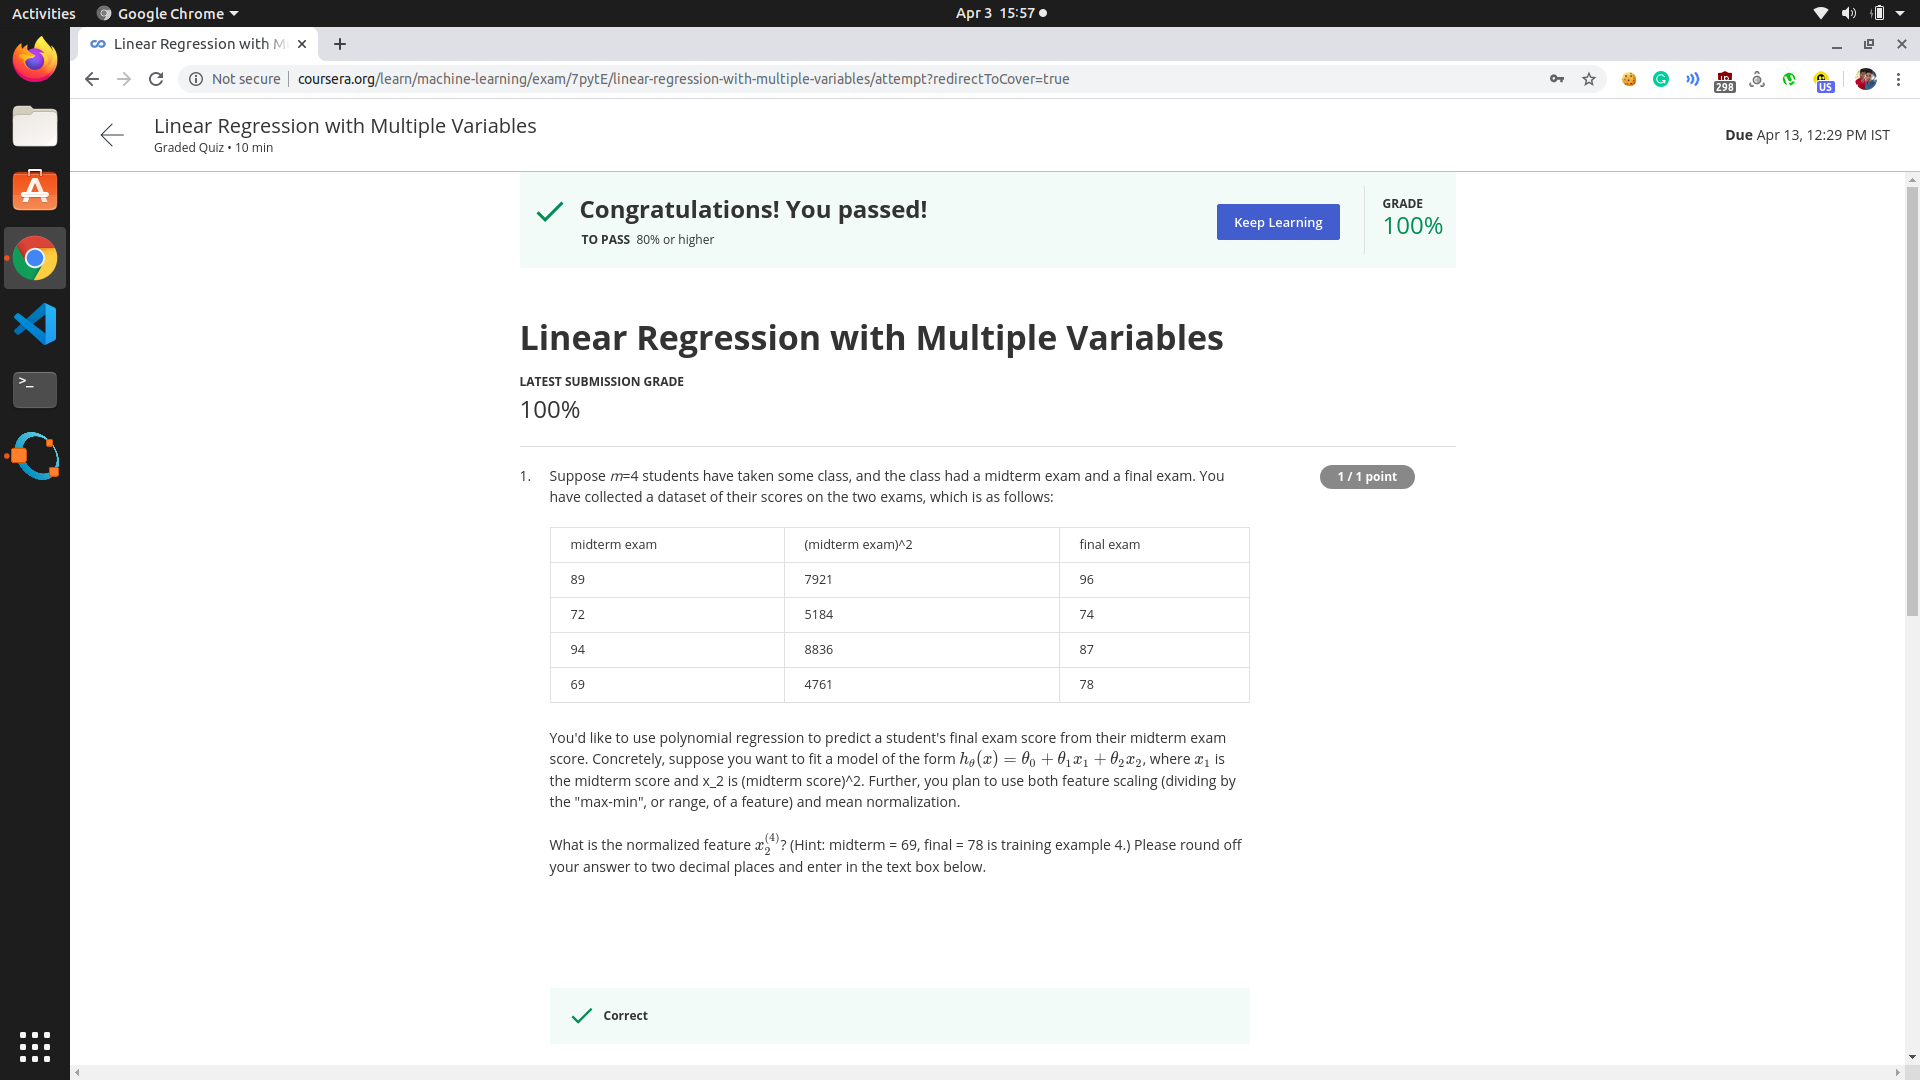 Activities Google Chrome Apr 3 15:57
Linear Regression with M
Not secure coursera.org/learn/machine-learning/exam/7pytE/linear-regression-with-multiple-variables/attempt?redirectToCover=true 298 US
Linear Regression with Multiple Variables
Graded Quiz • 10 min
Due Apr 13, 12:29 PM IST
Congratulations! You passed!
TO PASS 80% or higher
Keep Learning
GRADE
100%
Linear Regression with Multiple Variables
LATEST SUBMISSION GRADE
100%
1. Suppose m=4 students have taken some class, and the class had a midterm exam and a final exam. You 1 / 1 point
have collected a dataset of their scores on the two exams, which is as follows:
midterm exam (midterm exam)^2 final exam
89 7921 96
72 5184 74
94 8836 87
69 4761 78
You'd like to use polynomial regression to predict a student's final exam score from their midterm exam
score. Concretely, suppose you want to fit a model of the form h_θ(x) = θ₀ + θ₁x₁ + θ₂x₂, where x₁ is
the midterm score and x_2 is (midterm score)^2. Further, you plan to use both feature scaling (dividing by
the "max-min", or range, of a feature) and mean normalization.
What is the normalized feature x₂⁽⁴⁾? (Hint: midterm = 69, final = 78 is training example 4.) Please round off
your answer to two decimal places and enter in the text box below.
Correct